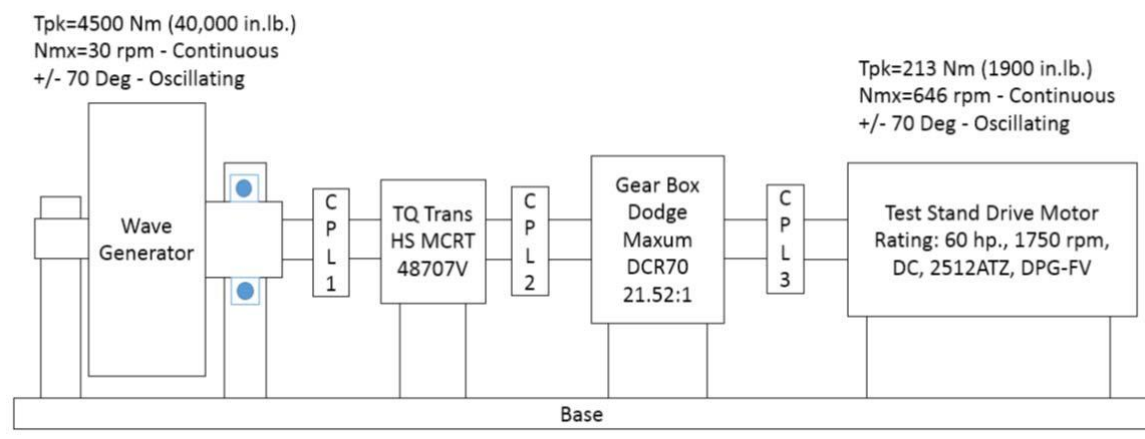 Tpk=4500 Nm (40,000 in.lb.)
Nmx=30 rpm - Continuous
+/- 70 Deg - Oscillating
Tpk=213 Nm (1900 in.lb.)
Nmx=646 rpm - Continuous
+/- 70 Deg - Oscillating
Wave
Generator
C
P
L
1
TQ Trans
HS MCRT
48707V
C
P
L
2
Gear Box
Dodge
Maxum
DCR70
21.52:1
C
P
L
3
Test Stand Drive Motor
Rating: 60 hp., 1750 rpm,
DC, 2512ATZ, DPG-FV
Base